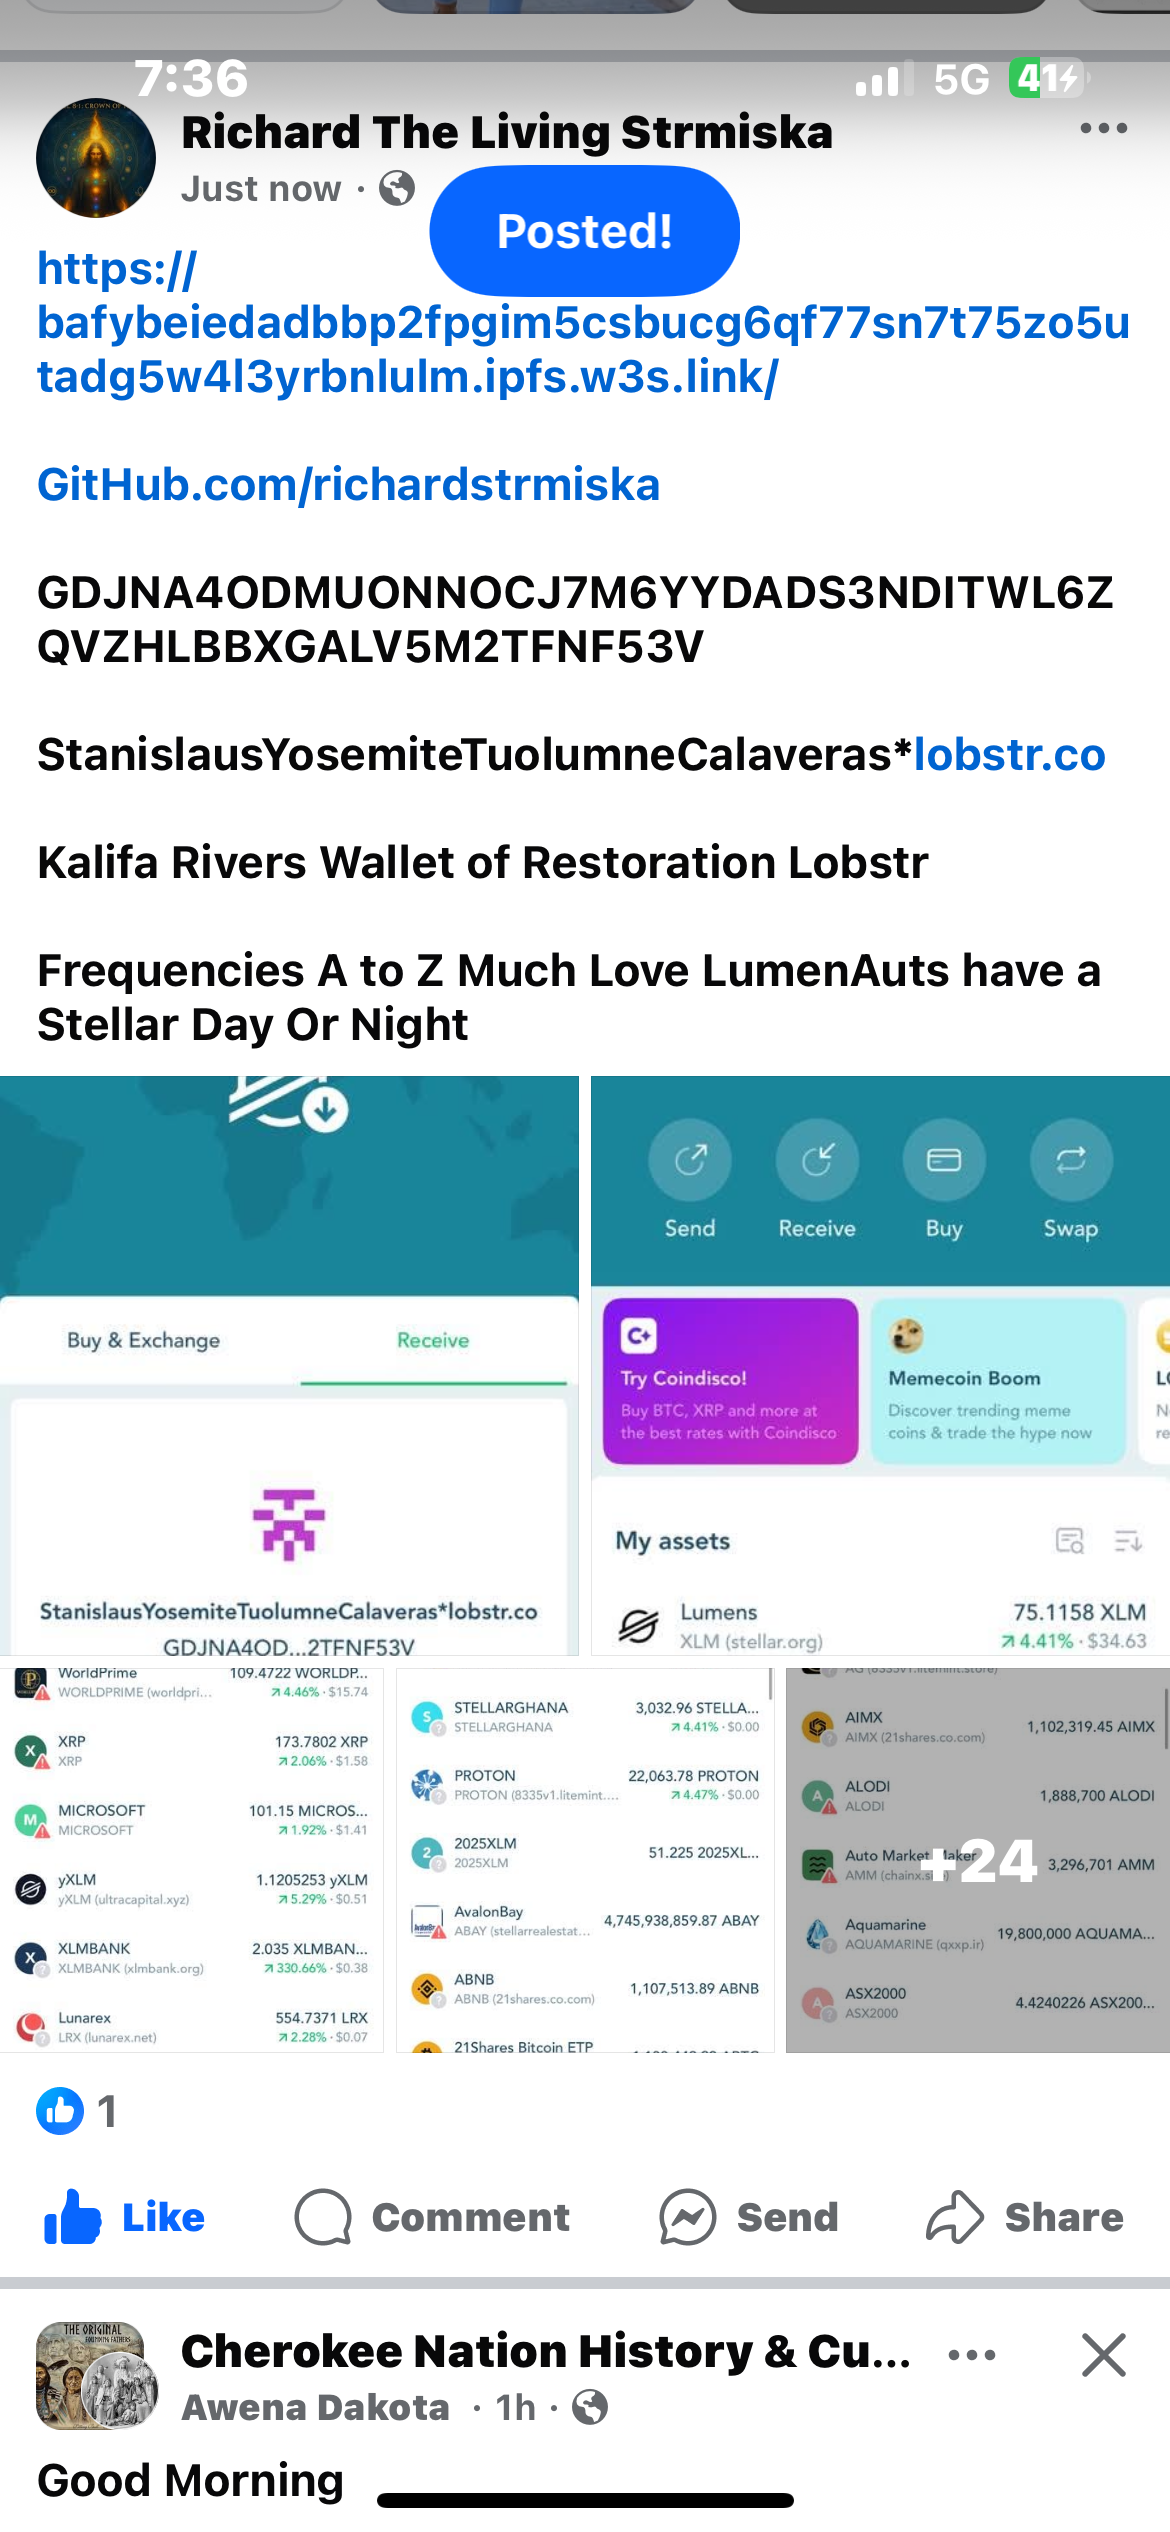 7:36
5G
41
Richard The Living Strmiska
Just now ·
Posted!
https://
bafybeiedadbbp2fpgim5csbucg6qf77sn7t75zo5u
tadg5w4l3yrbnlulm.ipfs.w3s.link/
GitHub.com/richardstrmiska
GDJNA4ODMUONNOCJ7M6YYDADS3NDITWL6Z
QVZHLBBXGALV5M2TFNF53V
StanislausYosemiteTuolumneCalaveras*lobstr.co
Kalifa Rivers Wallet of Restoration Lobstr
Frequencies A to Z Much Love LumenAuts have a
Stellar Day Or Night
Buy & Exchange
Receive
StanislausYosemiteTuolumneCalaveras*lobstr.co
GDJNA4OD...2TFNF53V
Send Receive Buy Swap
C+
Try Coindisco!
Buy BTC, XRP and more at
the best rates with Coindisco
Memecoin Boom
Discover trending meme
coins & trade the hype now
My assets
Lumens 75.1158 XLM
XLM (stellar.org) 4.41% · $34.63
WorldPrime 109.4722 WORLDP...
WORLDPRIME (worldpri... 4.46% · $15.74
XRP 173.7802 XRP
XRP 2.06% · $1.58
MICROSOFT 101.15 MICROS...
MICROSOFT 1.92% · $1.41
yXLM 1.1205253 yXLM
yXLM (ultracapital.xyz) 5.29% · $0.51
XLMBANK 2.035 XLMBAN...
XLMBANK (xlmbank.org) 330.66% · $0.38
Lunarex 554.7371 LRX
LRX (lunarex.net) 2.28% · $0.07
STELLARGHANA 3,032.96 STELLA...
STELLARGHANA 4.41% · $0.00
PROTON 22,063.78 PROTON
PROTON (8335v1.litemint.... 4.47% · $0.00
2025XLM 51.225 2025XL...
2025XLM
AvalonBay 4,745,938,859.87 ABAY
ABAY (stellarrealestat...
ABNB 1,107,513.89 ABNB
ABNB (21shares.co.com)
21Shares Bitcoin ETP
AIMX 1,102,319.45 AIMX
AIMX (21shares.co.com)
ALODI 1,888,700 ALODI
ALODI
Auto Market Maker 3,296,701 AMM
AMM (chainx.si
+24
Aquamarine 19,800,000 AQUAMA...
AQUAMARINE (qxxp.ir)
ASX2000 4.4240226 ASX200...
ASX2000
1
Like Comment Send Share
THE ORIGINAL
FOUNDING FATHERS
Cherokee Nation History & Cu...
Awena Dakota · 1h ·
Good Morning